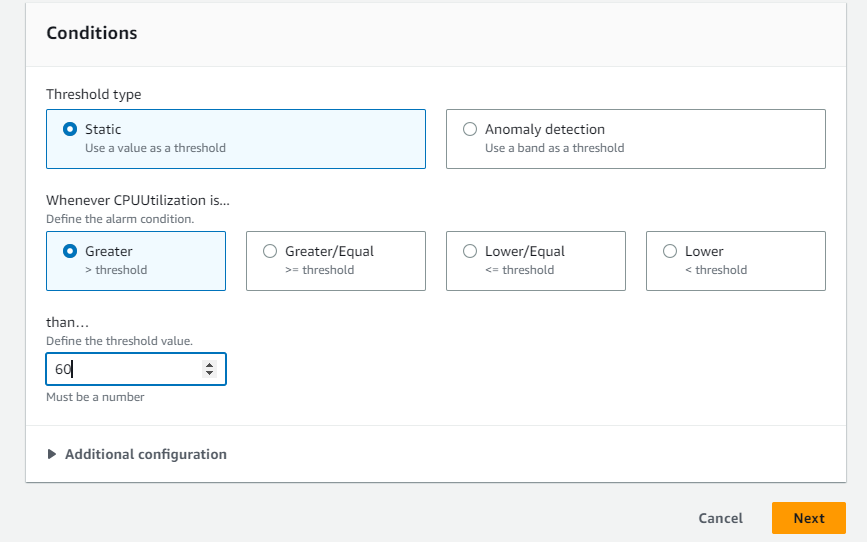 Conditions
Threshold type
Static
Use a value as a threshold
Anomaly detection
Use a band as a threshold
Whenever CPUUtilization is...
Define the alarm condition.
Greater
> threshold
Greater/Equal
>= threshold
Lower/Equal
<= threshold
Lower
< threshold
than...
Define the threshold value.
60
Must be a number
Additional configuration
Cancel
Next